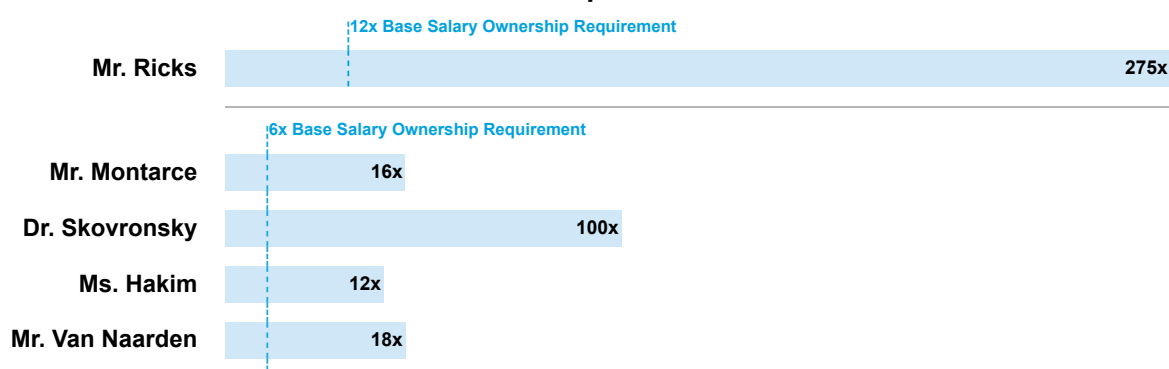 12x Base Salary Ownership Requirement
Mr. Ricks 275x
6x Base Salary Ownership Requirement
Mr. Montarce 16x
Dr. Skovronsky 100x
Ms. Hakim 12x
Mr. Van Naarden 18x